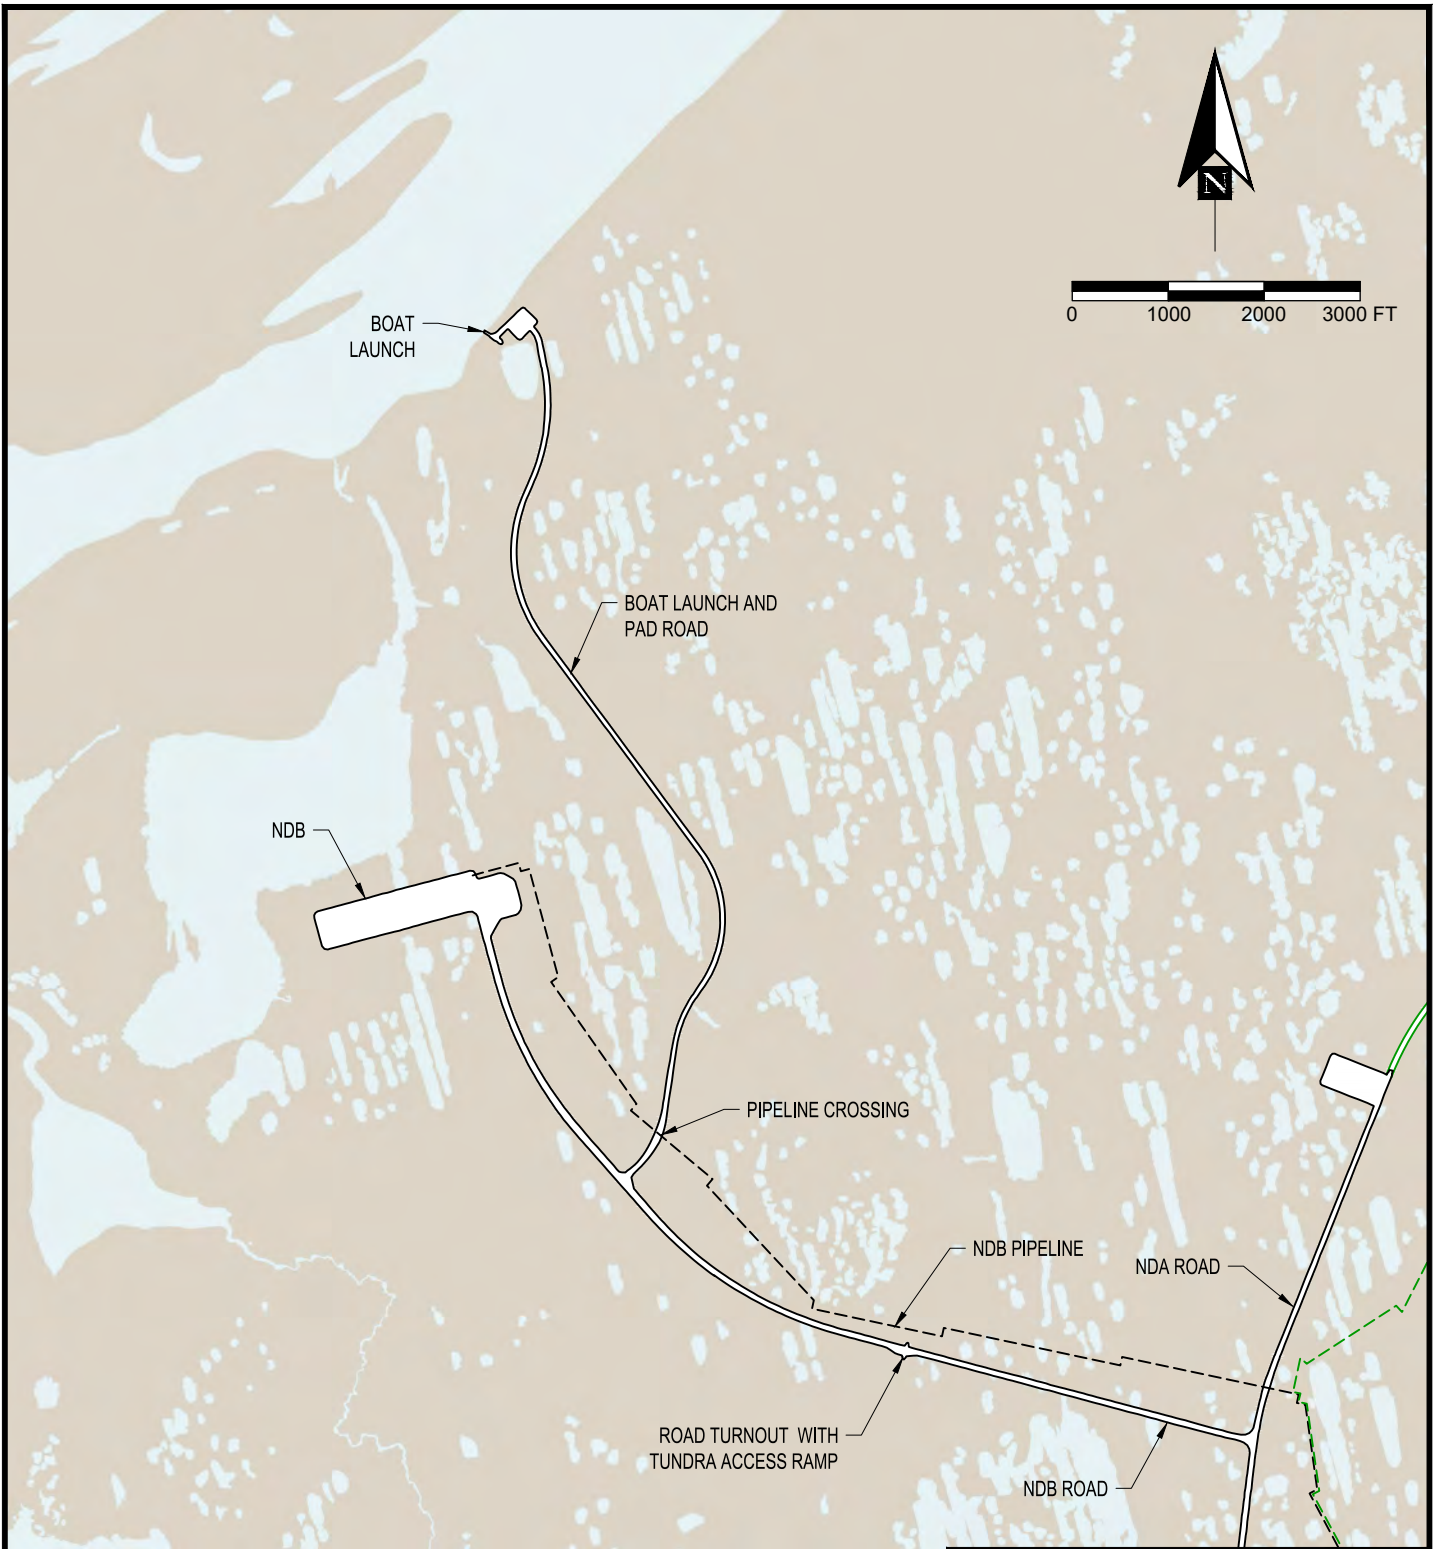 N
0 1000 2000 3000 FT
BOAT
LAUNCH
BOAT LAUNCH AND
PAD ROAD
NDB
PIPELINE CROSSING
NDB PIPELINE
NDA ROAD
ROAD TURNOUT WITH
TUNDRA ACCESS RAMP
NDB ROAD